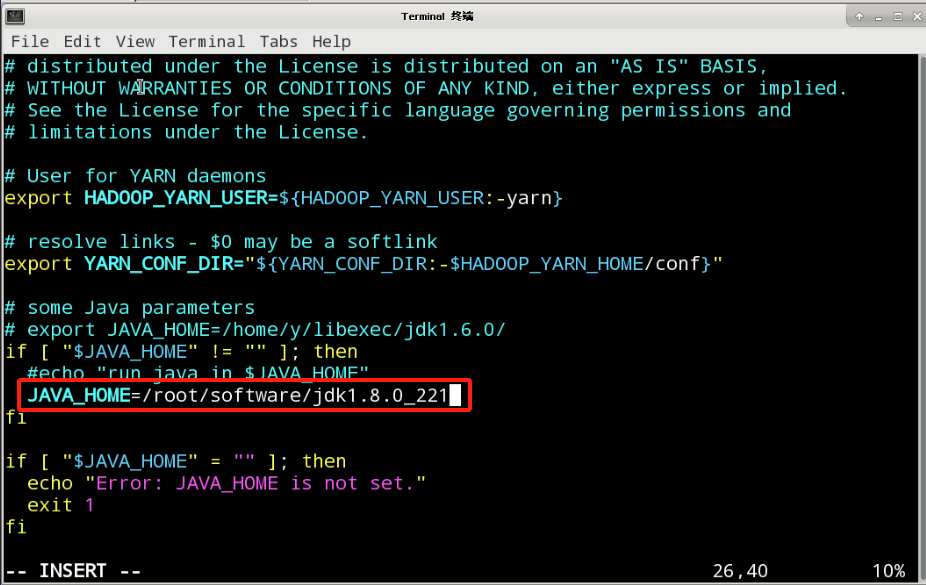 Terminal 终端
File Edit View Terminal Tabs Help
# distributed under the License is distributed on an "AS IS" BASIS,
# WITHOUT WARRANTIES OR CONDITIONS OF ANY KIND, either express or implied.
# See the License for the specific language governing permissions and
# limitations under the License.
# User for YARN daemons
export HADOOP_YARN_USER=${HADOOP_YARN_USER:-yarn}
# resolve links - $0 may be a softlink
export YARN_CONF_DIR="${YARN_CONF_DIR:-$HADOOP_YARN_HOME/conf}"
# some Java parameters
# export JAVA_HOME=/home/y/libexec/jdk1.6.0/
if [ "$JAVA_HOME" != "" ]; then
#echo "run java in $JAVA_HOME"
JAVA_HOME=/root/software/jdk1.8.0_221
fi
if [ "$JAVA_HOME" = "" ]; then
echo "Error: JAVA_HOME is not set."
exit 1
fi
-- INSERT -- 26,40 10%